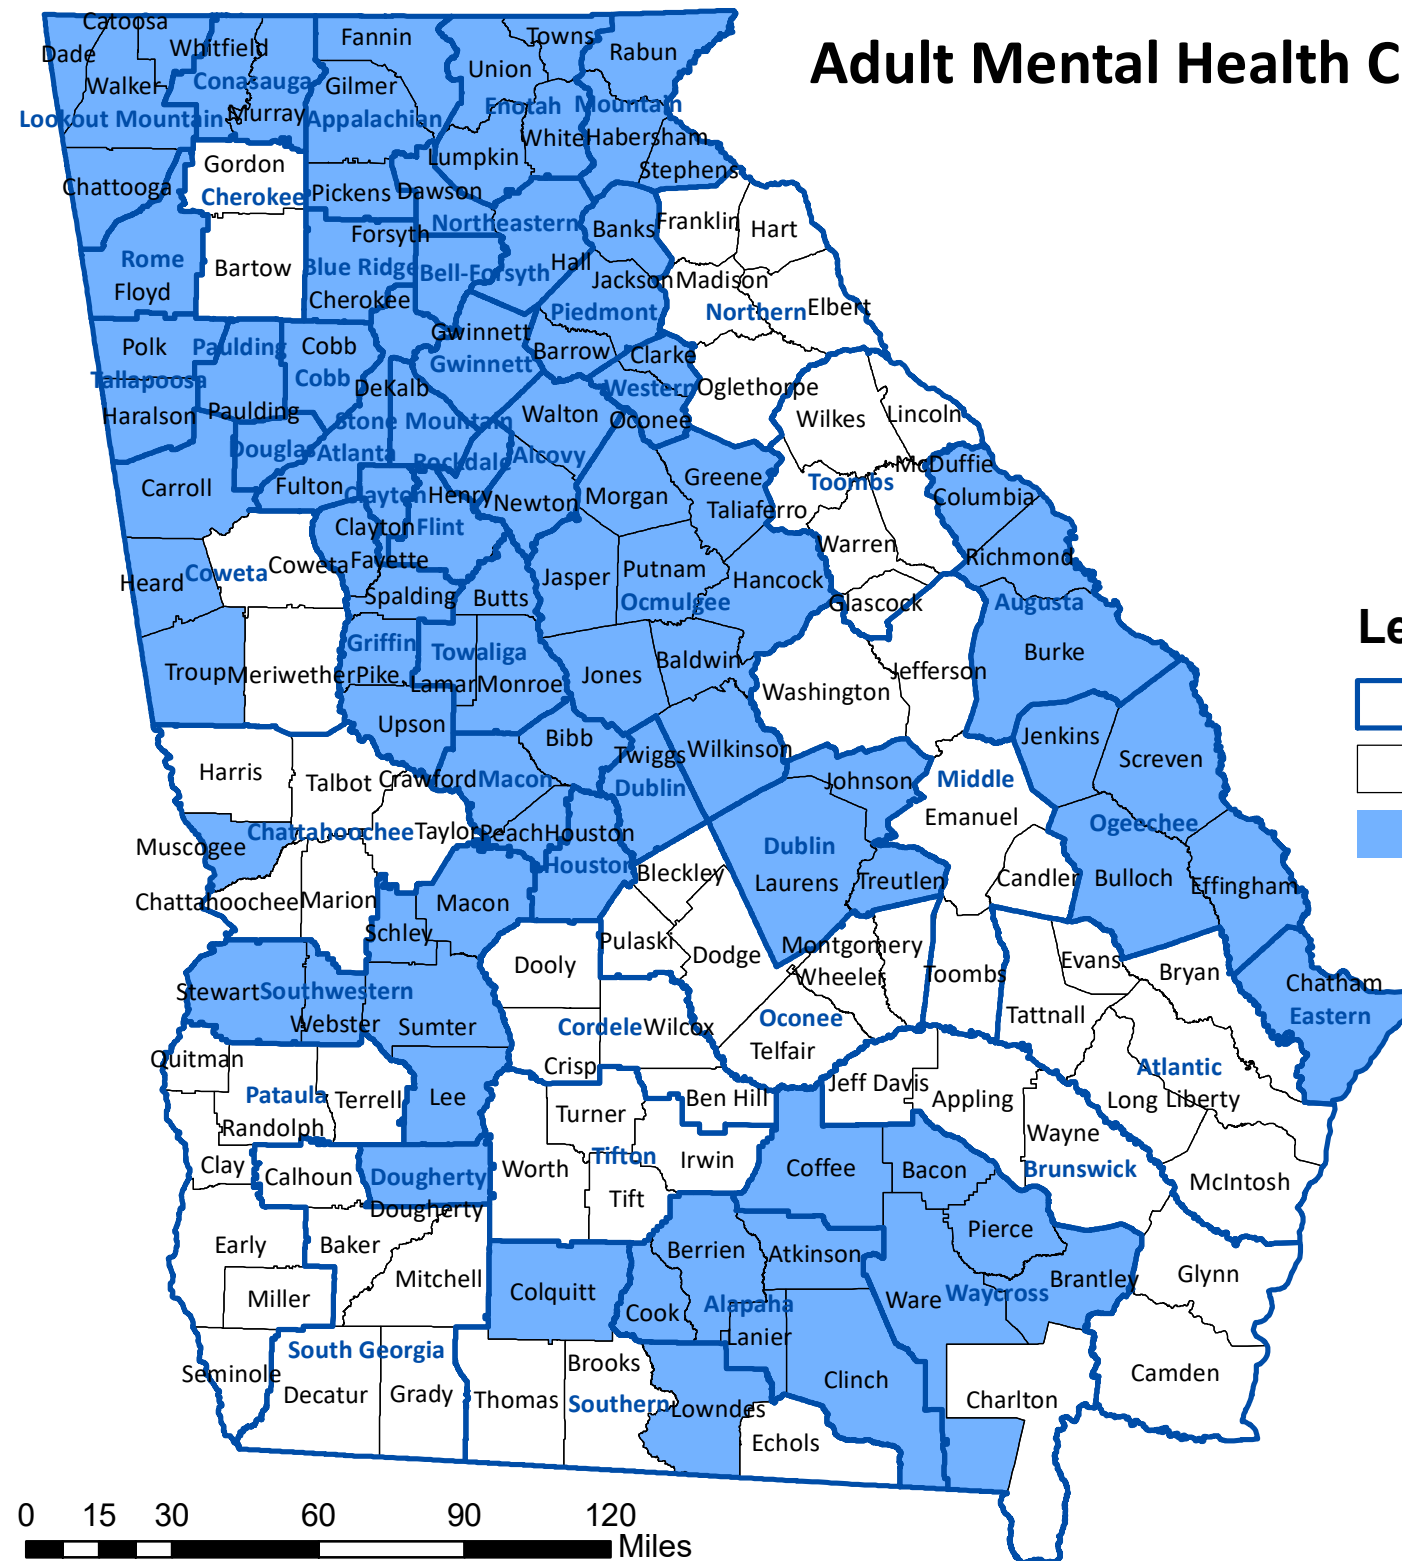 Adult Mental Health C
Catoosa
Dade
Whitfield
Fannin
Towns
Rabun
Union
Walker
Conasauga
Gilmer
Lookout Mountain
Murray
Appalachian
Enotah
Mountain
White
Habersham
Lumpkin
Stephens
Gordon
Cherokee
Chattooga
Pickens
Dawson
Northeastern
Banks
Franklin
Hart
Forsyth
Rome
Floyd
Bartow
Blue Ridge
Bell-Forsyth
Hall
Jackson
Madison
Cherokee
Piedmont
Northern
Elbert
Polk
Paulding
Cobb
Cobb
Gwinnett
Gwinnett
Barrow
Clarke
Tallapoosa
DeKalb
Western
Oglethorpe
Haralson
Paulding
Stone Mountain
Walton
Oconee
Wilkes
Lincoln
Douglas
Atlanta
Rockdale
Alcovy
McDuffie
Carroll
Fulton
Clayton
Henry
Newton
Morgan
Greene
Taliaferro
Toombs
Columbia
Clayton
Flint
Warren
Richmond
Heard
Coweta
Coweta
Fayette
Jasper
Putnam
Hancock
Spalding
Butts
Ocmulgee
Glascock
Augusta
Le
Griffin
Towaliga
Burke
Troup
Meriwether
Pike
Lamar
Monroe
Jones
Baldwin
Washington
Jefferson
Upson
Bibb
Twiggs
Wilkinson
Jenkins
Screven
Harris
Talbot
Crawford
Macon
Dublin
Johnson
Middle
Muscogee
Chattahoochee
Taylor
Peach
Houston
Houston
Dublin
Emanuel
Ogeechee
Bleckley
Laurens
Treutlen
Candler
Bulloch
Effingham
Chattahoochee
Marion
Macon
Schley
Dooly
Pulaski
Dodge
Montgomery
Wheeler
Toombs
Evans
Bryan
Chatham
Eastern
Stewart
Southwestern
Webster
Sumter
Cordele
Wilcox
Oconee
Tattnall
Quitman
Crisp
Telfair
Atlantic
Pataula
Terrell
Lee
Turner
Ben Hill
Jeff Davis
Appling
Long
Liberty
Randolph
Wayne
Clay
Calhoun
Dougherty
Worth
Tifton
Irwin
Coffee
Bacon
Brunswick
McIntosh
Dougherty
Tift
Early
Baker
Mitchell
Berrien
Atkinson
Pierce
Miller
Colquitt
Cook
Alapaha
Lanier
Ware
Waycross
Brantley
Glynn
South Georgia
Seminole
Decatur
Grady
Thomas
Brooks
Southern
Lowndes
Clinch
Charlton
Camden
Echols
0 15 30 60 90 120
Miles